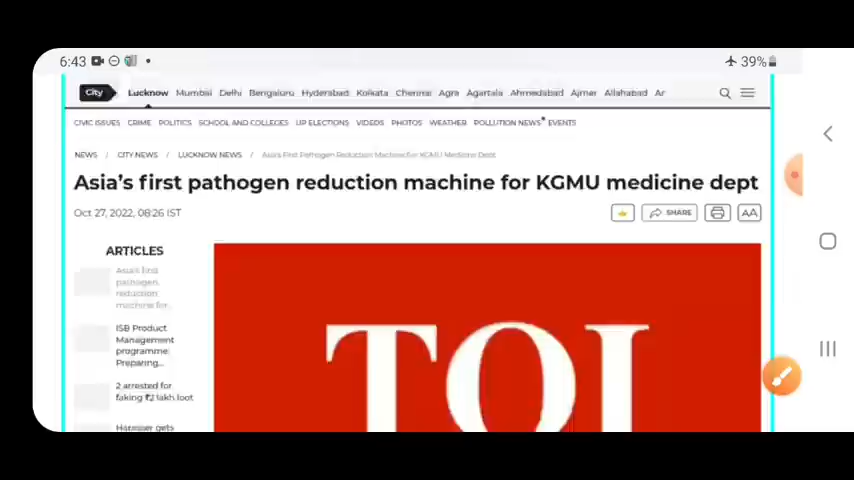 6:43
39%
City Lucknow Mumbai Delhi Bengaluru Hyderabad Kolkata Chennai Agra Agartala Ahmedabad Ajmer Allahabad Ar
CIVIC ISSUES CRIME POLITICS SCHOOL AND COLLEGES UP ELECTIONS VIDEOS PHOTOS WEATHER POLLUTION NEWS EVENTS
NEWS / CITY NEWS / LUCKNOW NEWS / Asia's First Pathogen Reduction Machine for KGMU Medicine Dept
Asia's first pathogen reduction machine for KGMU medicine dept
Oct 27, 2022, 08:26 IST
SHARE
AA
ARTICLES
Asia's first
pathogen
reduction
machine for..
ISB Product
Management
programme:
Preparing...
2 arrested for
faking ₹2 lakh loot
gets
TOI